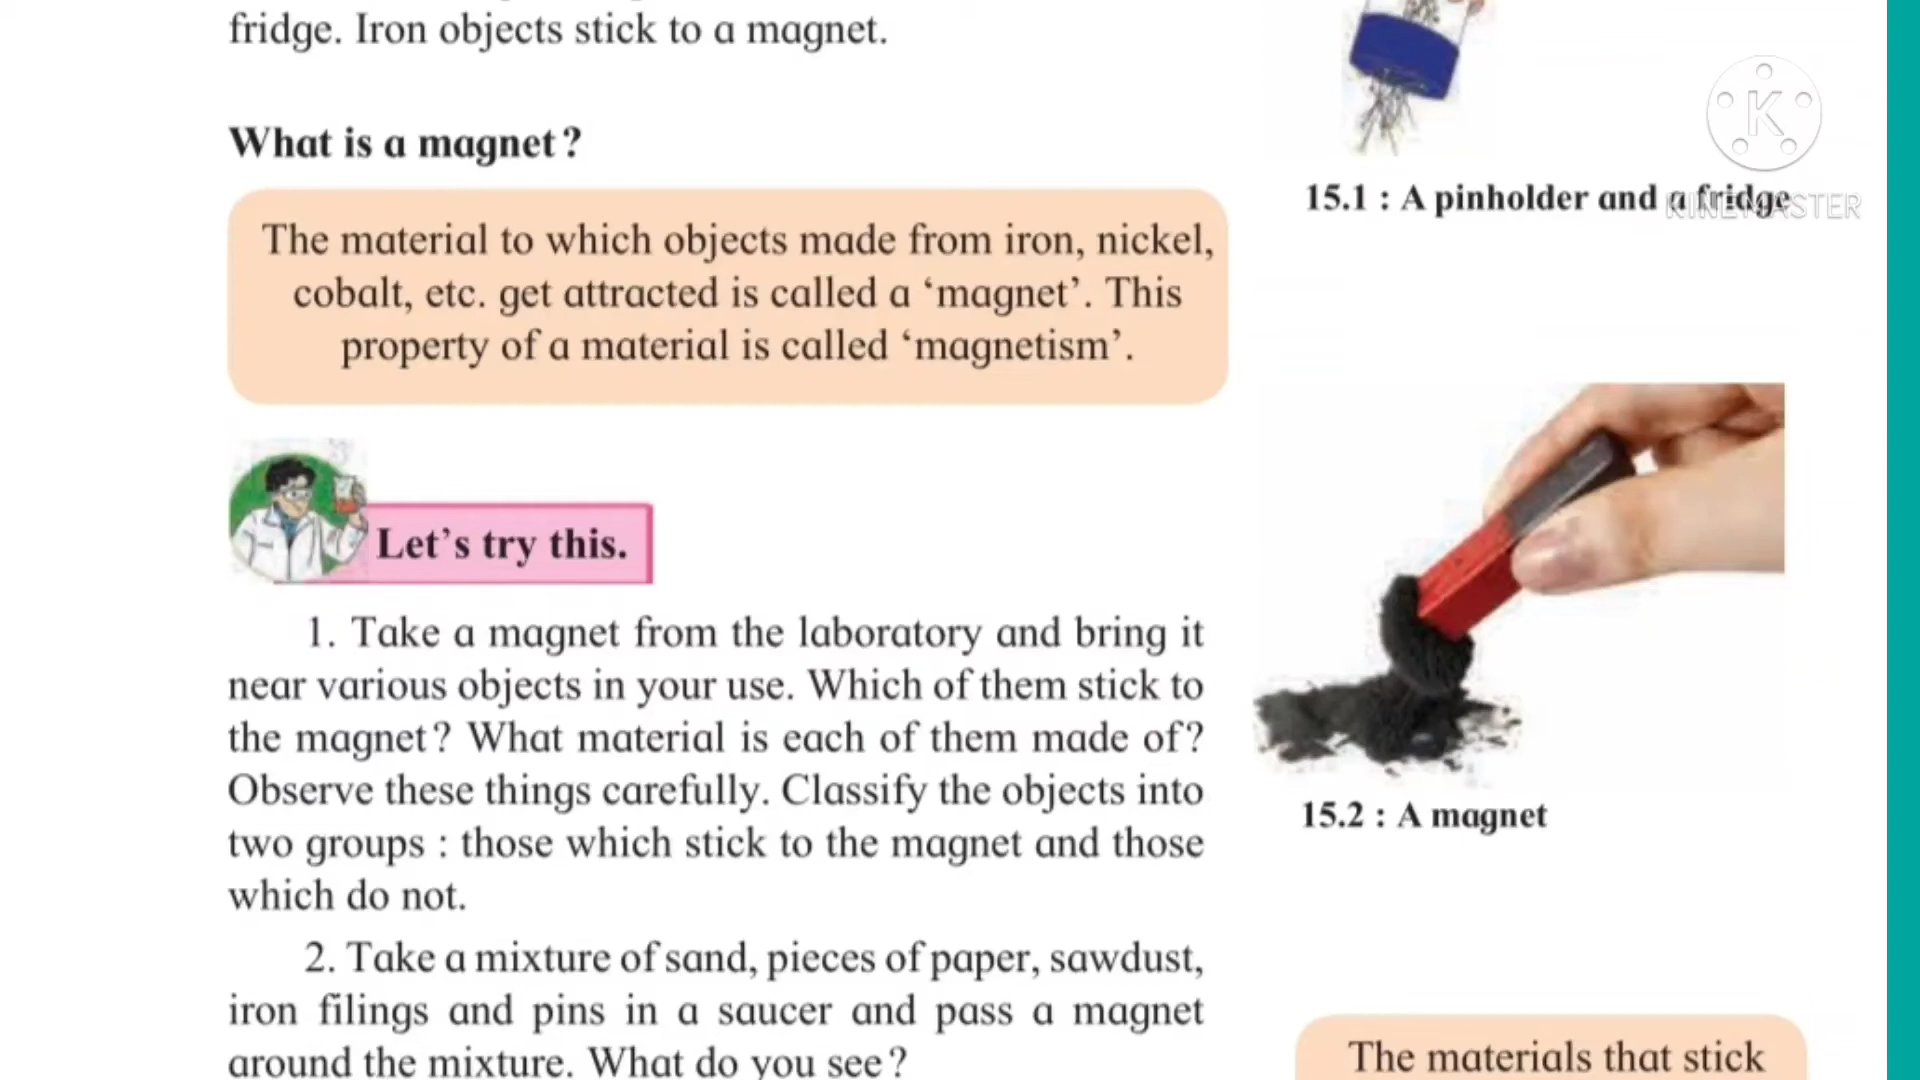 fridge. Iron objects stick to a magnet.
What is a magnet?
The material to which objects made from iron, nickel,
cobalt, etc. get attracted is called a ‘magnet’. This
property of a material is called ‘magnetism’.
Let’s try this.
1. Take a magnet from the laboratory and bring it
near various objects in your use. Which of them stick to
the magnet? What material is each of them made of?
Observe these things carefully. Classify the objects into
two groups : those which stick to the magnet and those
which do not.
2. Take a mixture of sand, pieces of paper, sawdust,
iron filings and pins in a saucer and pass a magnet
around the mixture. What do you see?
K
KINEMASTER
15.1 : A pinholder and a fridge
15.2 : A magnet
The materials that stick